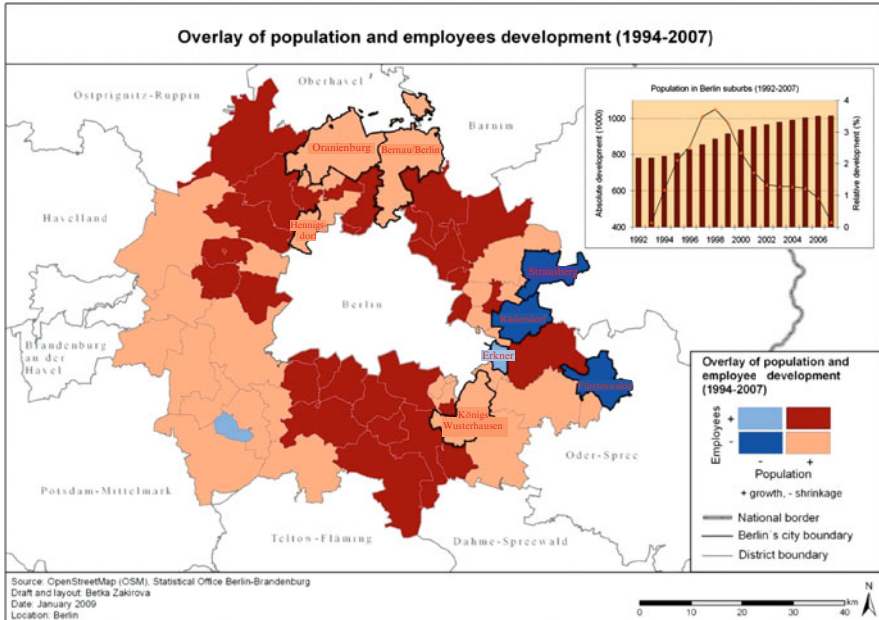 Overlay of population and employees development (1994-2007)
Ostprignitz-Ruppin
Oberhavel
Barnim
Havelland
Oranienburg
Bernau/Berlin
Hennigs-
dorf
Strausberg
Berlin
Rüdersdorf
Erkner
Fürstenwalde
Brandenburg
an der
Havel
Königs
Wusterhausen
Oder-Spree
Potsdam-Mittelmark
Teltow-Fläming
Dahme-Spreewald
Population in Berlin suburbs (1992-2007)
Absolute development (1000)
1000
800
600
400
4
3
2
1
0
Relative development (%)
1992 1994 1996 1998 2000 2002 2004 2006
Overlay of population and
employee development
(1994-2007)
Employees
+
-
- +
Population
+ growth, - shrinkage
National border
Berlin´s city boundary
District boundary
Source: OpenStreetMap (OSM), Statistical Office Berlin-Brandenburg
Draft and layout: Betka Zakirova
Date: January 2009
Location: Berlin
N
km
0 10 20 30 40